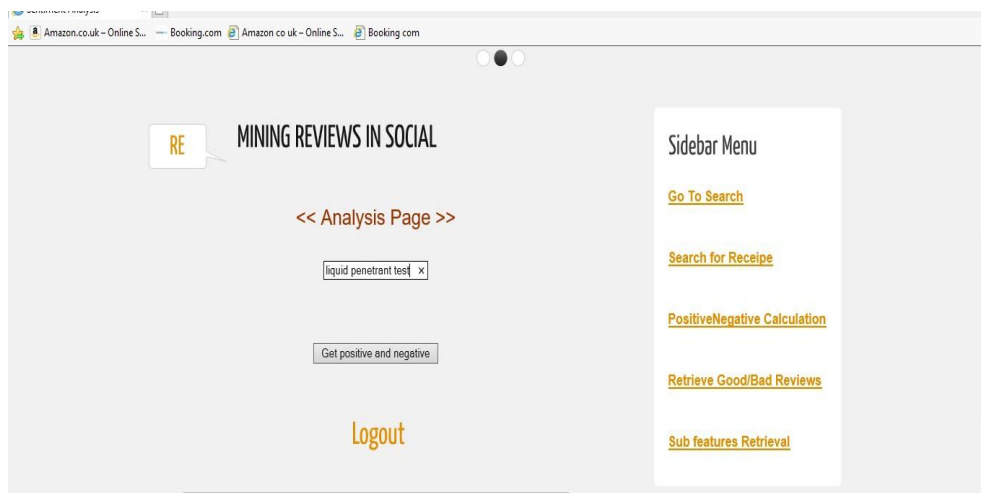 Sentiment Analysis
Amazon.co.uk – Online S... Booking.com Amazon co uk – Online S... Booking com
RE
MINING REVIEWS IN SOCIAL
<< Analysis Page >>
liquid penetrant test ×
Get positive and negative
Logout
Sidebar Menu
Go To Search
Search for Receipe
PositiveNegative Calculation
Retrieve Good/Bad Reviews
Sub features Retrieval